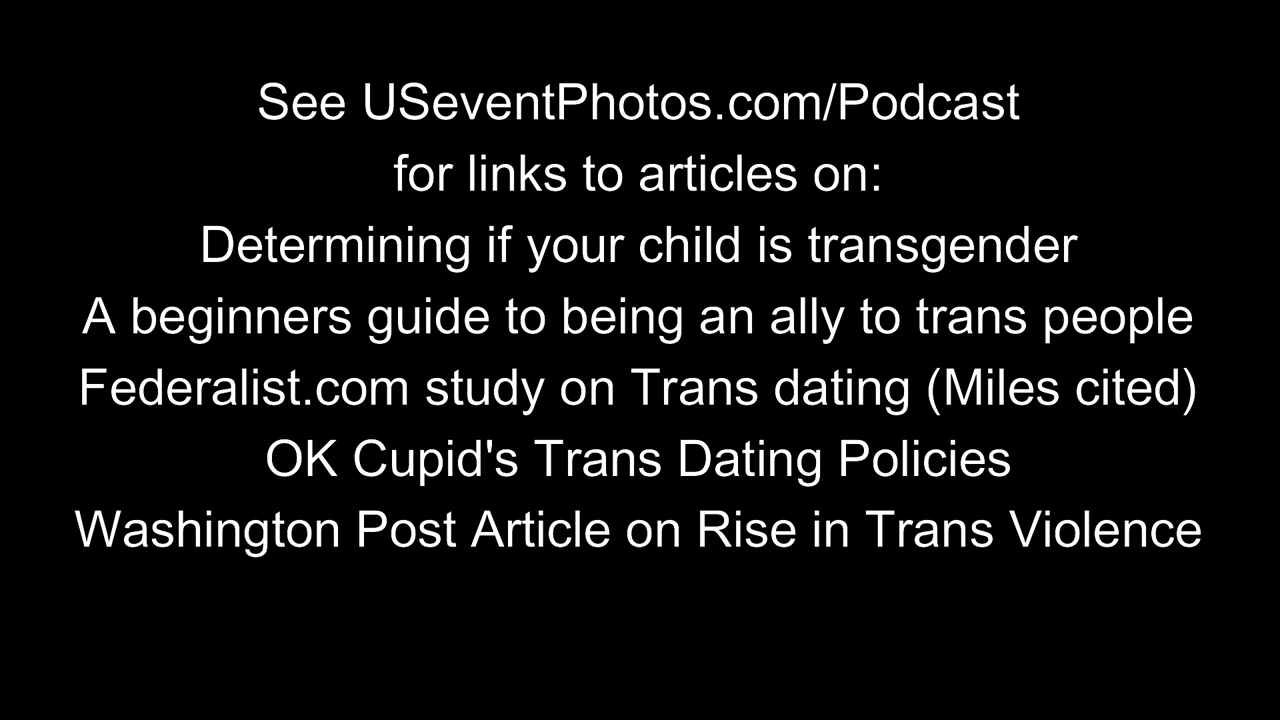 See USeventPhotos.com/Podcast
for links to articles on:
Determining if your child is transgender
A beginners guide to being an ally to trans people
Federalist.com study on Trans dating (Miles cited)
OK Cupid's Trans Dating Policies
Washington Post Article on Rise in Trans Violence